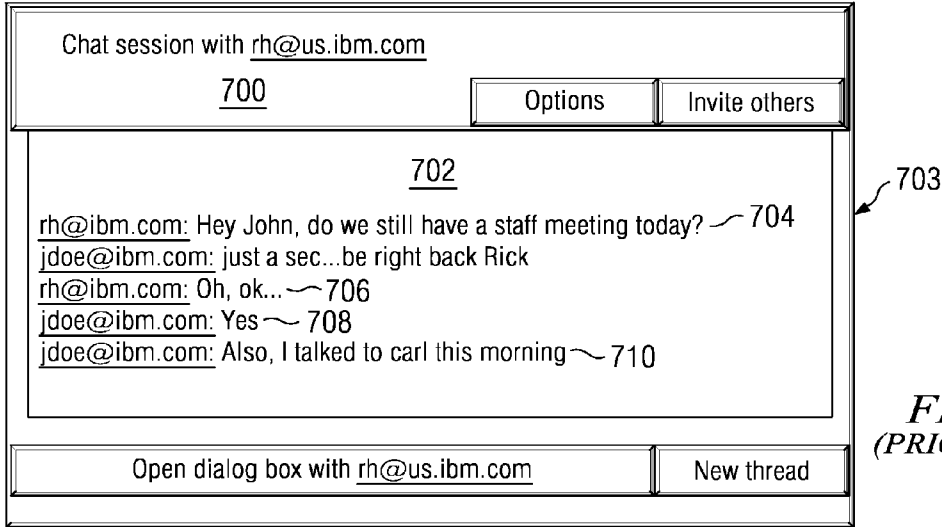 Chat session with rh@us.ibm.com
700
Options
Invite others
702
703
rh@ibm.com: Hey John, do we still have a staff meeting today? 704
jdoe@ibm.com: just a sec...be right back Rick
rh@ibm.com: Oh, ok... 706
jdoe@ibm.com: Yes 708
jdoe@ibm.com: Also, I talked to carl this morning 710
Open dialog box with rh@us.ibm.com
New thread